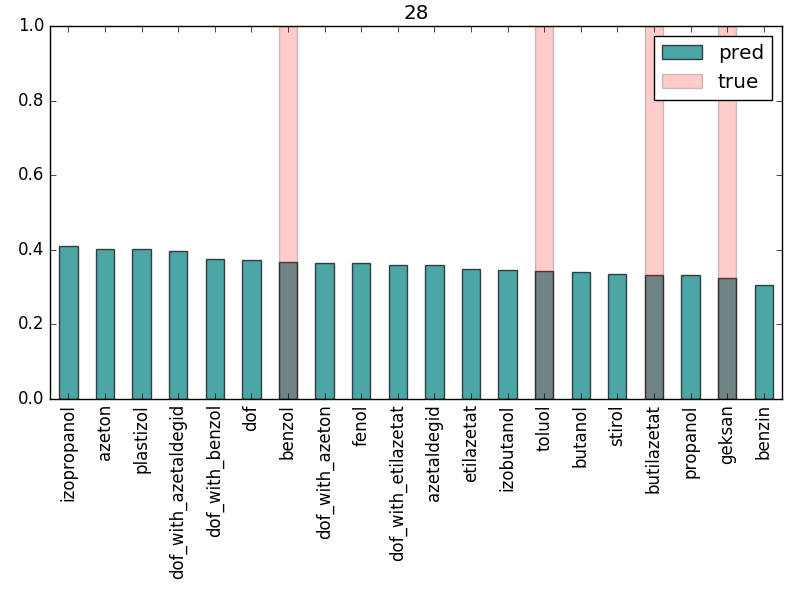 28
1.0
0.8
0.6
0.4
0.2
0.0
pred
true
izopropanol
azeton
plastizol
dof_with_azetaldegid
dof_with_benzol
dof
benzol
dof_with_azeton
fenol
dof_with_etilazetat
azetaldegid
etilazetat
izobutanol
toluol
butanol
stirol
butilazetat
propanol
geksan
benzin